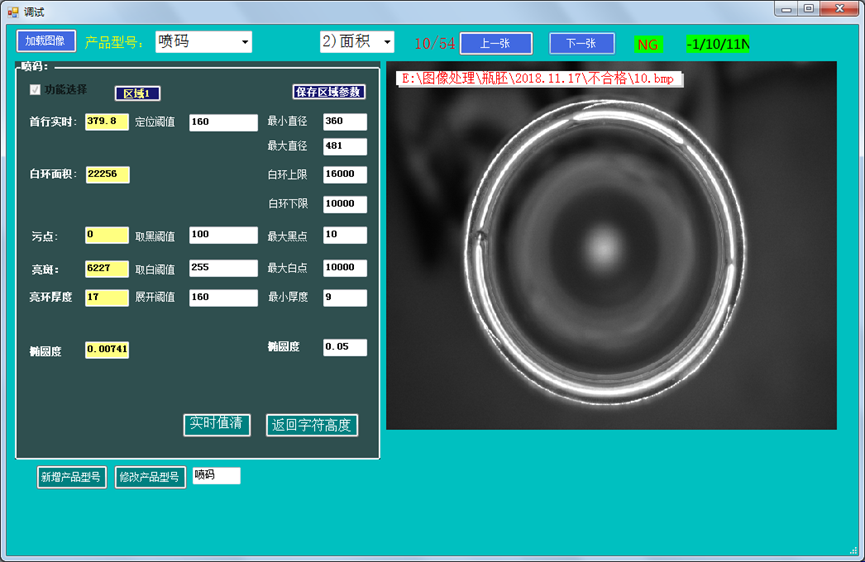 调试
加载图像 产品型号： 喷码 2)面积 10/54 上一张 下一张 NG -1/10/11N
喷码：
E:\图像处理\瓶胚\2018.11.17\不合格\10.bmp
功能选择 区域1 保存区域参数
首行实时： 379.8 定位阈值 160 最小直径 360
最大直径 481
白环面积： 22256 白环上限 16000
白环下限 10000
污点： 0 取黑阈值 100 最大黑点 10
亮斑： 6227 取白阈值 255 最大白点 10000
亮环厚度 17 展开阈值 160 最小厚度 9
椭圆度 0.00741 椭圆度 0.05
实时值清 返回字符高度
新增产品型号 修改产品型号 喷码